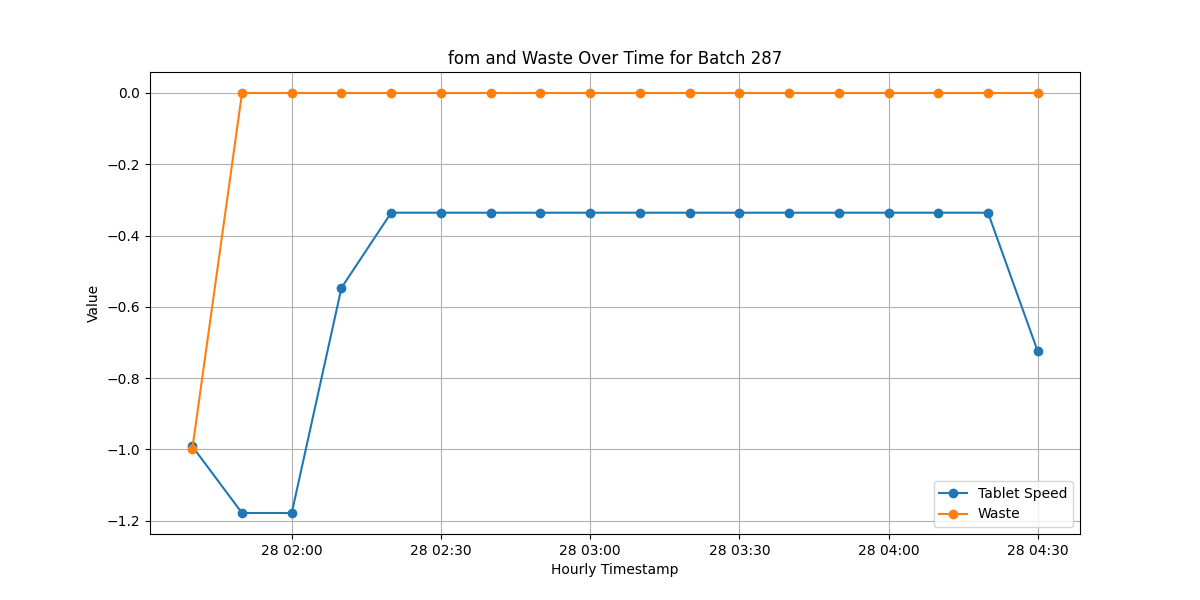 fom and Waste Over Time for Batch 287
Value
0.0
−0.2
−0.4
−0.6
−0.8
−1.0
−1.2
28 02:00 28 02:30 28 03:00 28 03:30 28 04:00 28 04:30
Hourly Timestamp
Tablet Speed
Waste